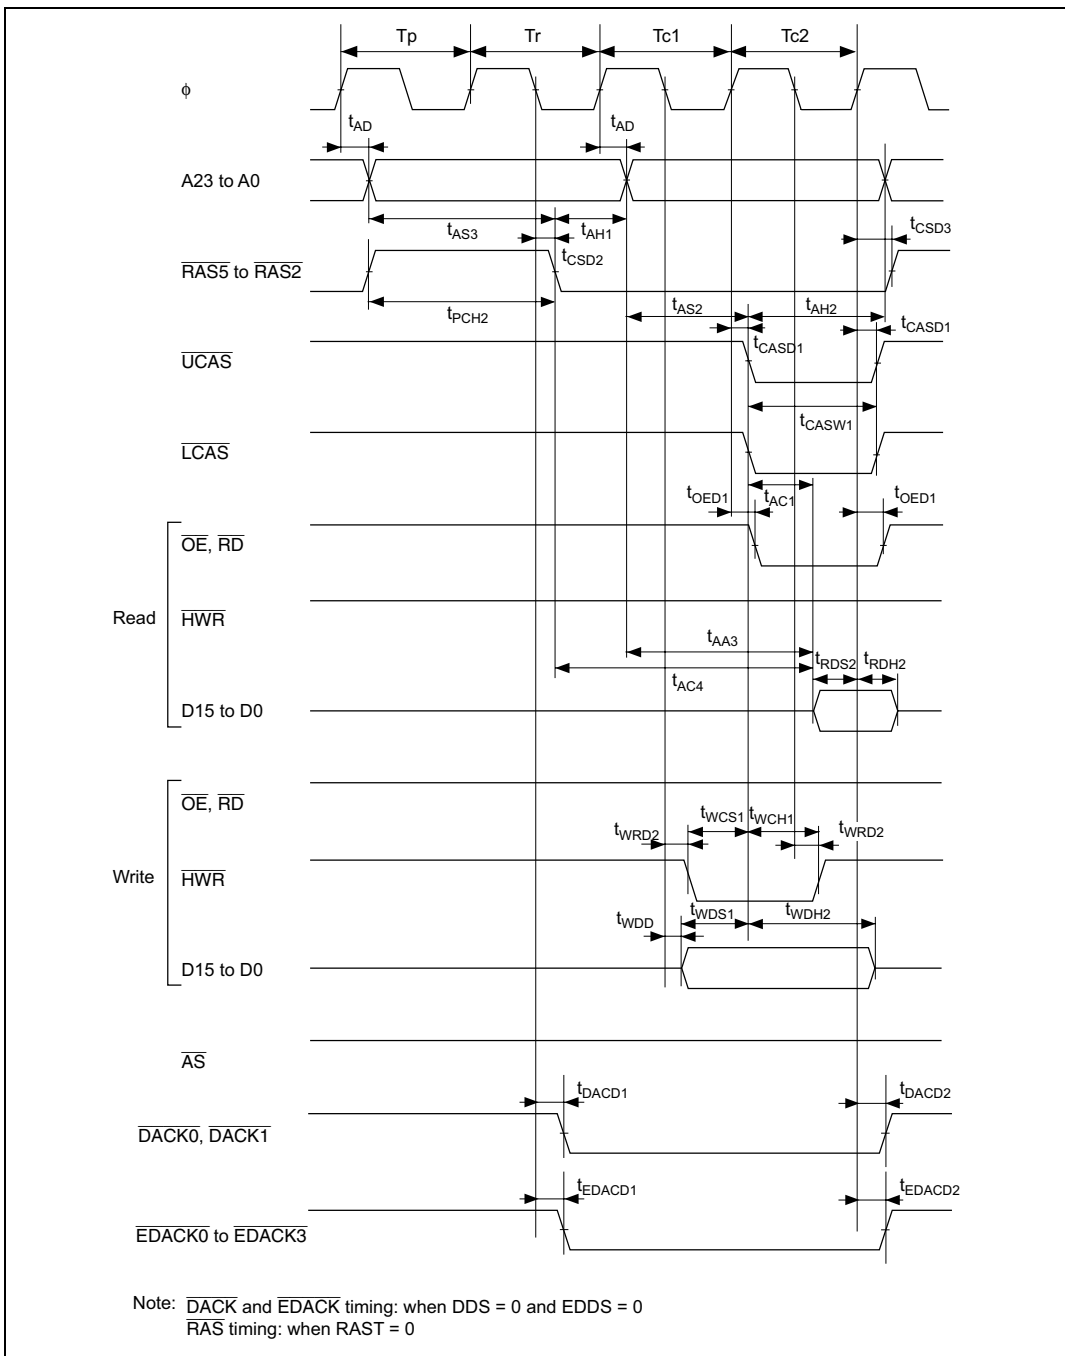 Tp Tr Tc1 Tc2
ϕ
tAD tAD
A23 to A0
tAS3 tAH1 tCSD3
tCSD2
RAS5 to RAS2
tPCH2 tAS2 tAH2
tCASD1 tCASD1
UCAS
tCASW1
LCAS
tOED1 tAC1 tOED1
OE, RD
Read HWR
tAA3
tRDS2 tRDH2
tAC4
D15 to D0
OE, RD
tWCS1 tWCH1
tWRD2 tWRD2
Write HWR
tWDS1 tWDH2
tWDD
D15 to D0
AS
tDACD1 tDACD2
DACK0, DACK1
tEDACD1 tEDACD2
EDACK0 to EDACK3
Note: DACK and EDACK timing: when DDS = 0 and EDDS = 0
RAS timing: when RAST = 0